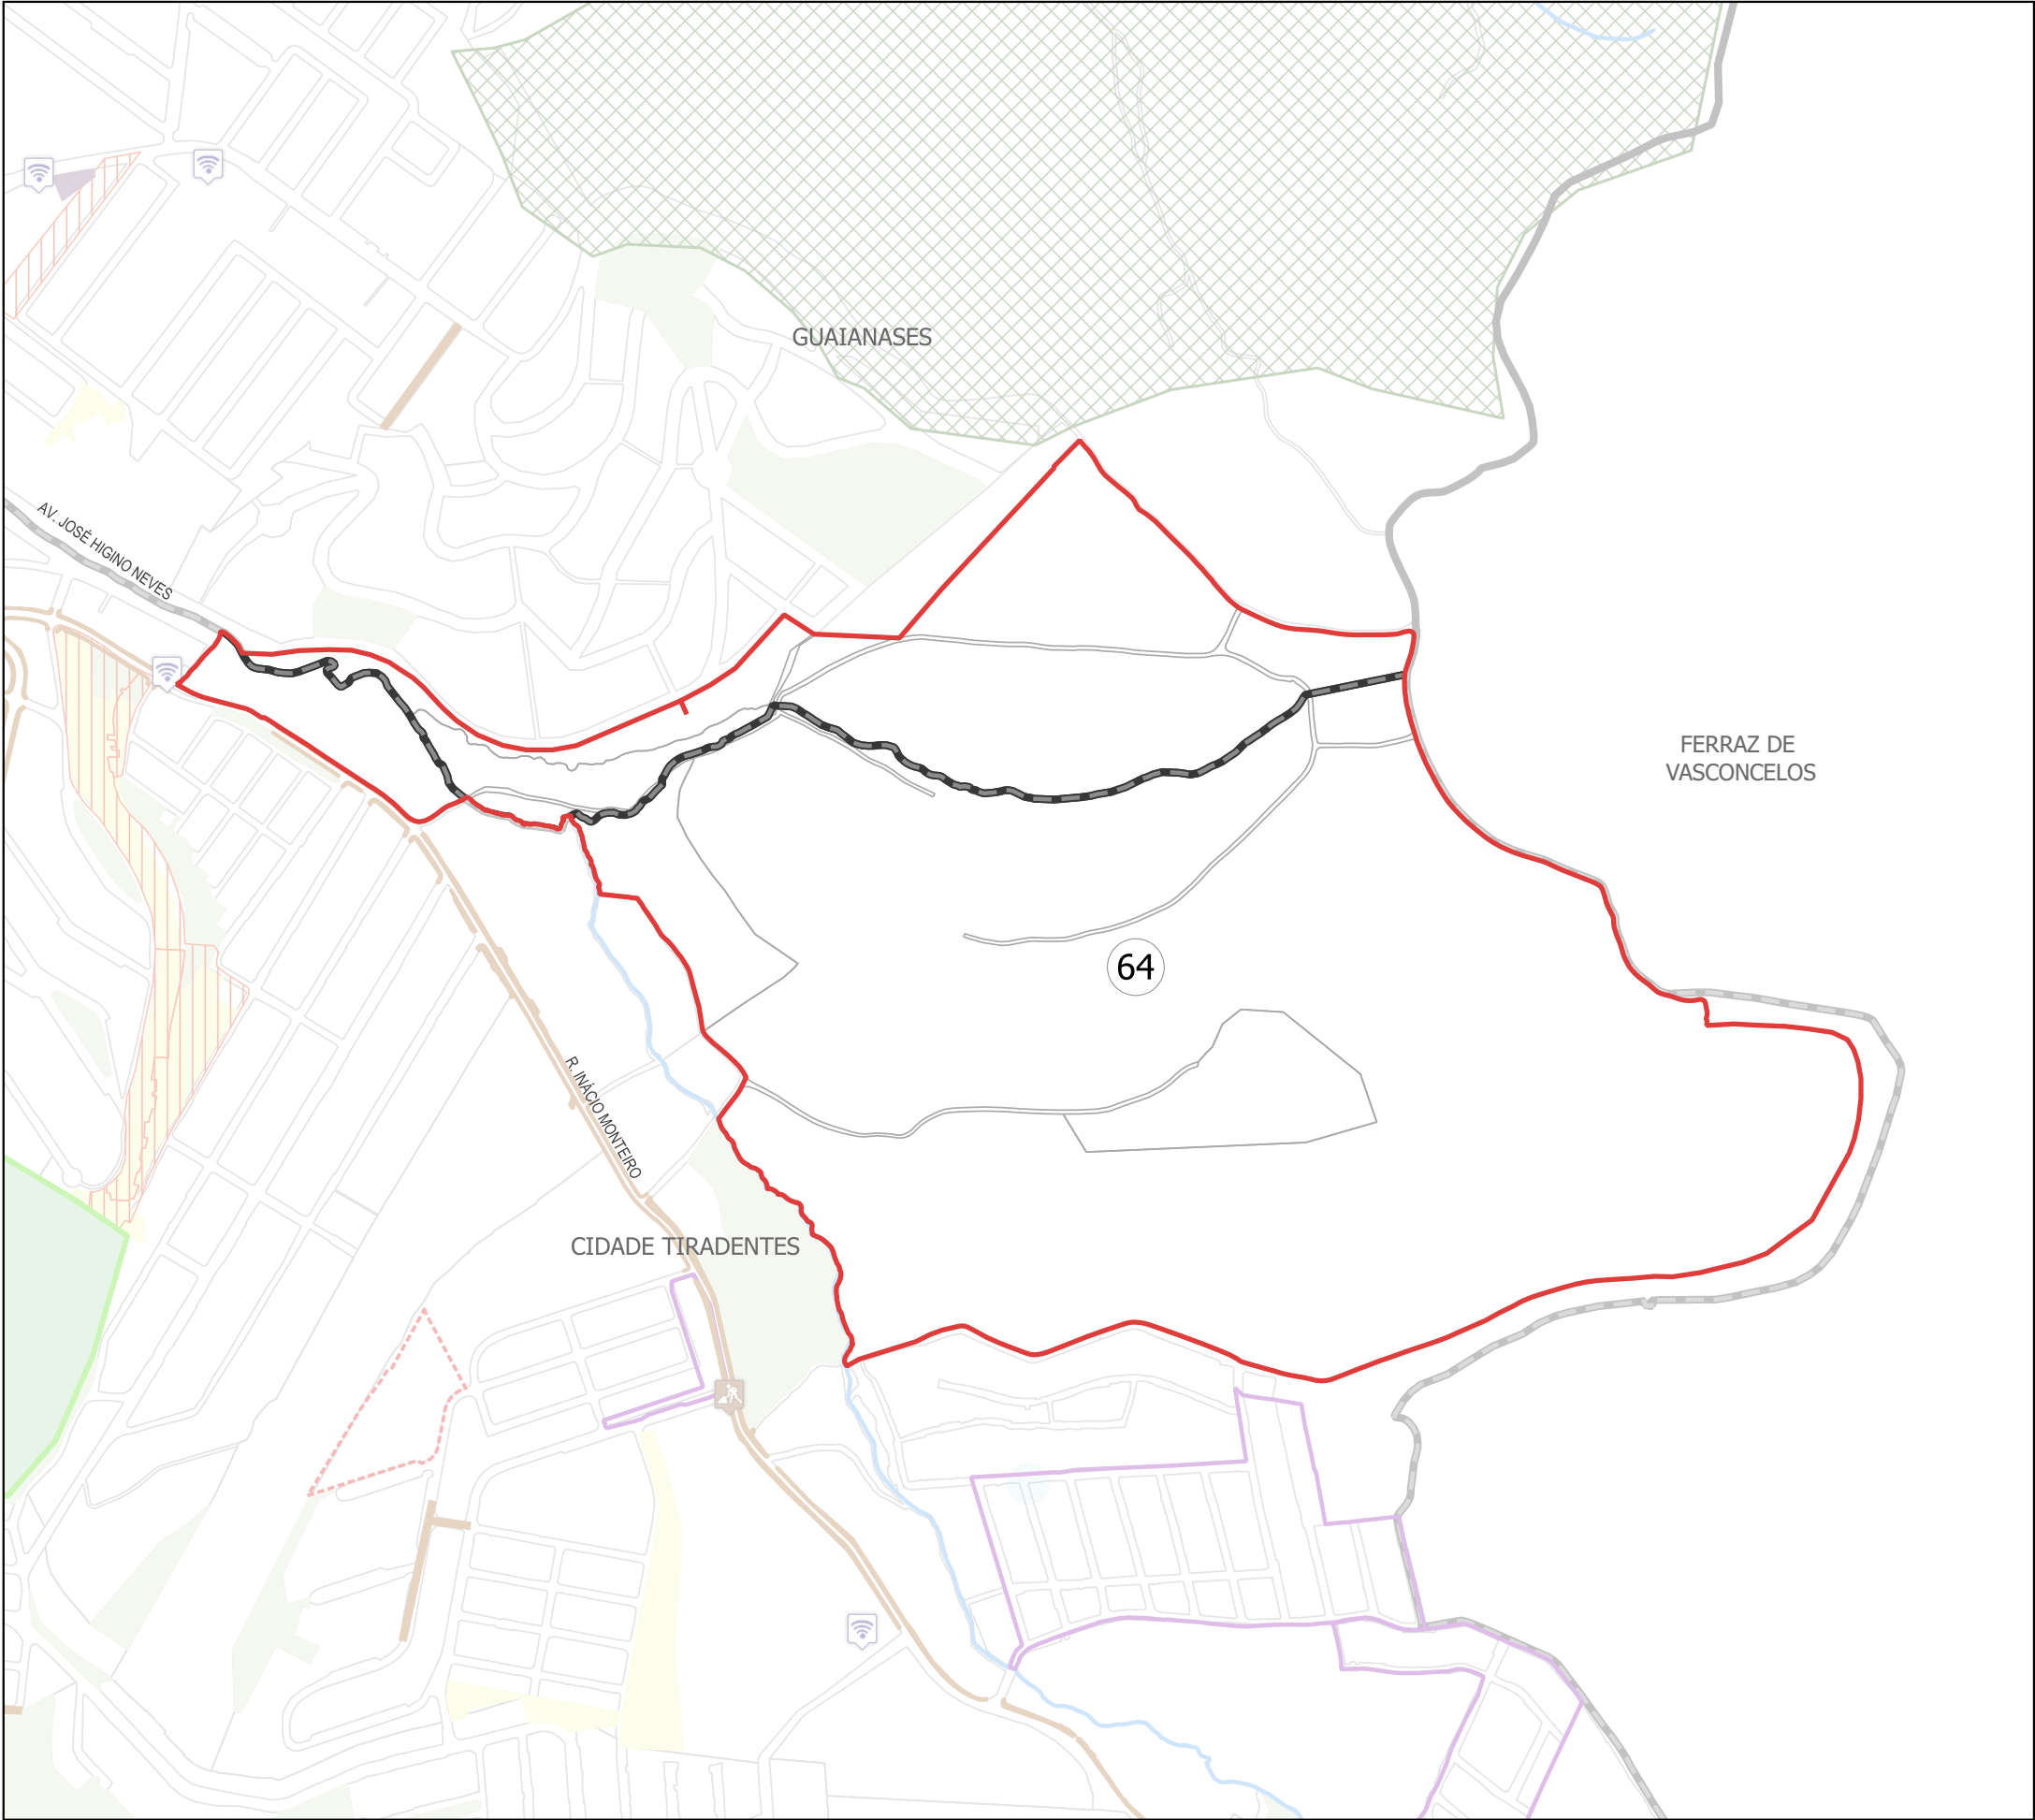 GUAIANASES
AV. JOSÉ HIGINO NEVES
FERRAZ DE
VASCONCELOS
64
R. INÁCIO MONTEIRO
CIDADE TIRADENTES